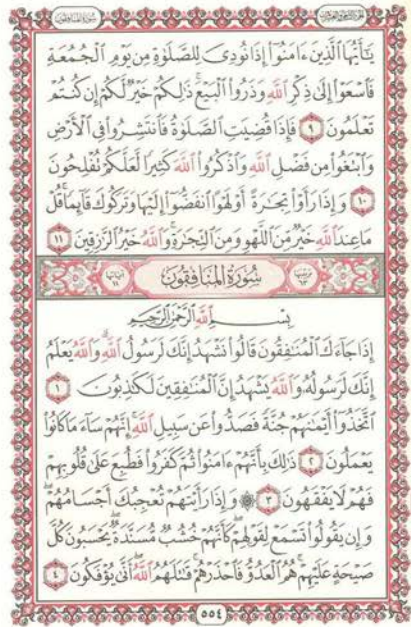 سورة المنافقون
يَـٰٓأَيُّهَا ٱلَّذِينَ ءَامَنُوٓا۟ إِذَا نُودِىَ لِلصَّلَوٰةِ مِن يَوْمِ ٱلْجُمُعَةِ
فَٱسْعَوْا۟ إِلَىٰ ذِكْرِ ٱللَّهِ وَذَرُوا۟ ٱلْبَيْعَ ۚ ذَٰلِكُمْ خَيْرٌ لَّكُمْ إِن كُنتُمْ
تَعْلَمُونَ ٩ فَإِذَا قُضِيَتِ ٱلصَّلَوٰةُ فَٱنتَشِرُوا۟ فِى ٱلْأَرْضِ
وَٱبْتَغُوا۟ مِن فَضْلِ ٱللَّهِ وَٱذْكُرُوا۟ ٱللَّهَ كَثِيرًا لَّعَلَّكُمْ تُفْلِحُونَ
١٠ وَإِذَا رَأَوْا۟ تِجَـٰرَةً أَوْ لَهْوًا ٱنفَضُّوٓا۟ إِلَيْهَا وَتَرَكُوكَ قَآئِمًا ۚ قُلْ
مَا عِندَ ٱللَّهِ خَيْرٌ مِّنَ ٱللَّهْوِ وَمِنَ ٱلتِّجَـٰرَةِ ۚ وَٱللَّهُ خَيْرُ ٱلرَّٰزِقِينَ ١١
سُورَةُ المنَافِقُون
بِسْمِ ٱللَّهِ ٱلرَّحْمَـٰنِ ٱلرَّحِيمِ
إِذَا جَآءَكَ ٱلْمُنَـٰفِقُونَ قَالُوا۟ نَشْهَدُ إِنَّكَ لَرَسُولُ ٱللَّهِ ۗ وَٱللَّهُ يَعْلَمُ
إِنَّكَ لَرَسُولُهُۥ وَٱللَّهُ يَشْهَدُ إِنَّ ٱلْمُنَـٰفِقِينَ لَكَـٰذِبُونَ ١
ٱتَّخَذُوٓا۟ أَيْمَـٰنَهُمْ جُنَّةً فَصَدُّوا۟ عَن سَبِيلِ ٱللَّهِ ۚ إِنَّهُمْ سَآءَ مَا كَانُوا۟
يَعْمَلُونَ ٢ ذَٰلِكَ بِأَنَّهُمْ ءَامَنُوا۟ ثُمَّ كَفَرُوا۟ فَطُبِعَ عَلَىٰ قُلُوبِهِمْ
فَهُمْ لَا يَفْقَهُونَ ٣ ۞ وَإِذَا رَأَيْتَهُمْ تُعْجِبُكَ أَجْسَامُهُمْ ۖ
وَإِن يَقُولُوا۟ تَسْمَعْ لِقَوْلِهِمْ ۖ كَأَنَّهُمْ خُشُبٌ مُّسَنَّدَةٌ ۖ يَحْسَبُونَ كُلَّ
صَيْحَةٍ عَلَيْهِمْ ۚ هُمُ ٱلْعَدُوُّ فَٱحْذَرْهُمْ ۚ قَـٰتَلَهُمُ ٱللَّهُ ۖ أَنَّىٰ يُؤْفَكُونَ ٤
٥٥٤